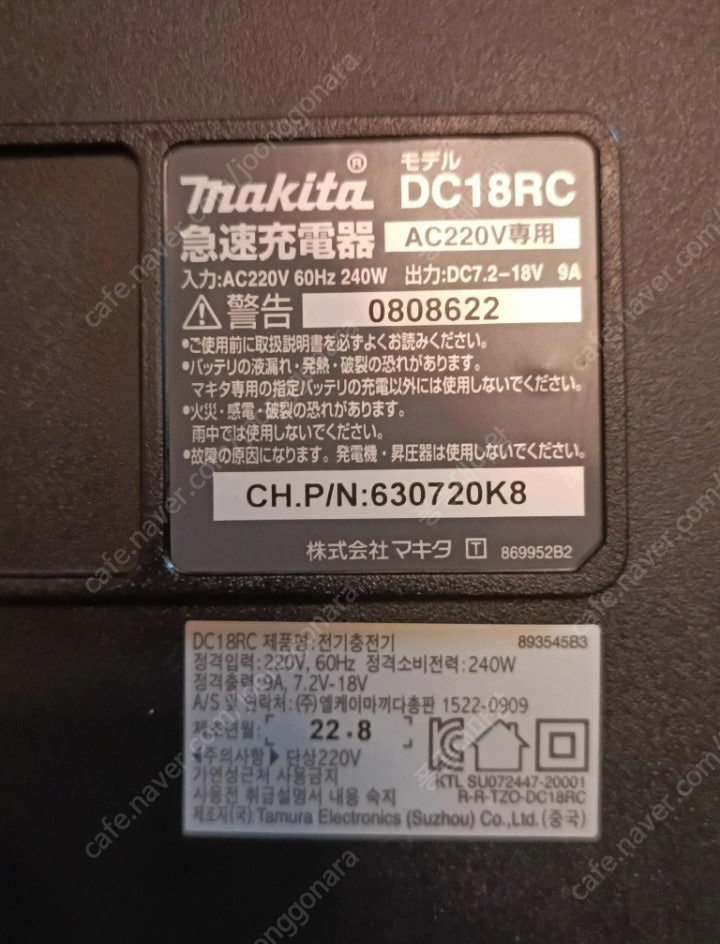 makita®
モデル
DC18RC
急速充電器 AC220V専用
入力:AC220V 60Hz 240W 出力:DC7.2-18V 9A
警告 0808622
•ご使用前に取扱説明書を必ずよくお読みください。
•バッテリの液漏れ・発熱・破裂の恐れがあります。
マキタ専用の指定バッテリの充電以外には使用しないでください。
•火災・感電・破裂の恐れがあります。
雨中では使用しないでください。
•故障の原因になります。発電機・昇圧器は使用しないでください。
CH.P/N:630720K8
株式会社マキタ T 869952B2
DC18RC 제품명:전기충전기 893545B3
정격입력:220V, 60Hz 정격소비전력:240W
정격출력:9A, 7.2V-18V
A/S 및 연락처:(주)엘케이마끼다총판 1522-0909
제조년월: 22.8
◀주의사항▶ 단상220V
가연성근처 사용금지
사용전 취급설명서 내용 숙지
KTL SU072447-20001
R-R-TZO-DC18RC
제조자(국):Tamura Electronics (Suzhou) Co.,Ltd.(중국)
cafe.naver.com/joonggonara